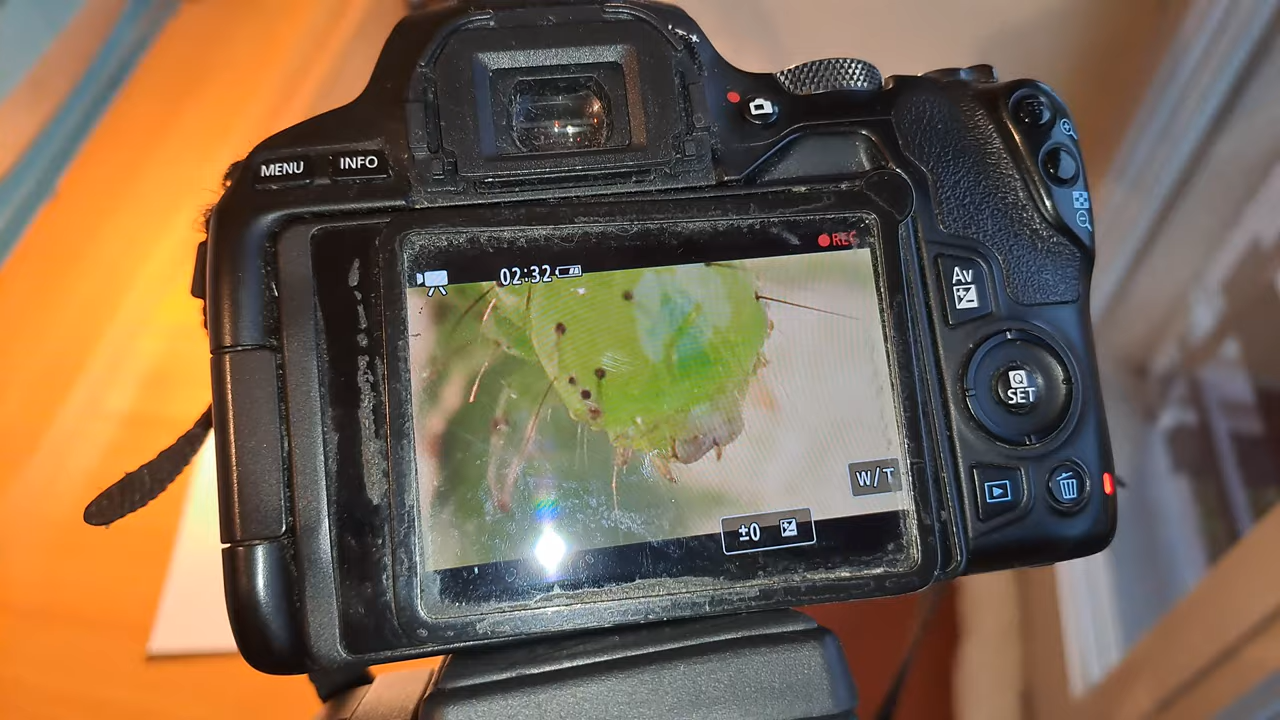 MENU INFO
REC
02:32
Av
Q
SET
W/T
±0